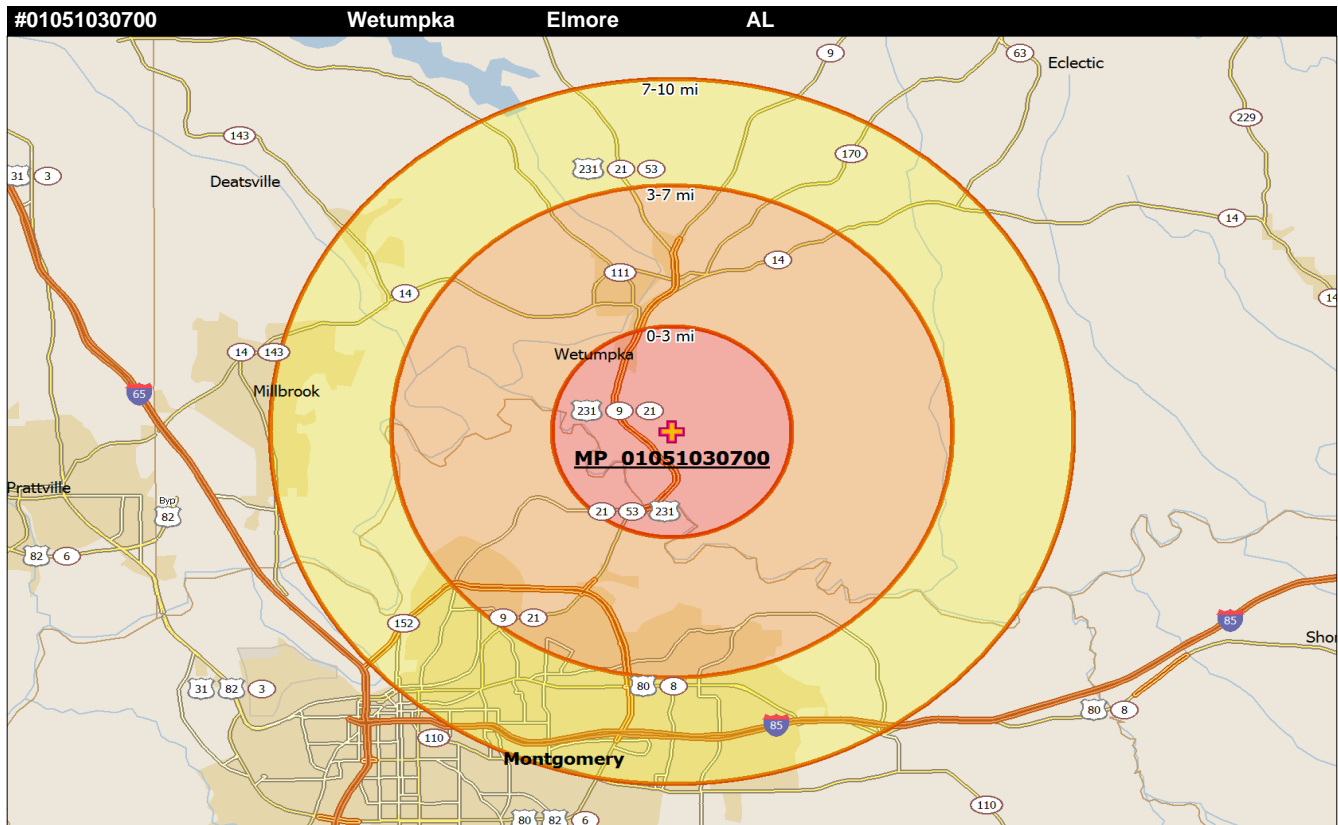 #01051030700 Wetumpka Elmore AL
9
63
Eclectic
7-10 mi
229
143
170
31 3
231 21 53
Deatsville
3-7 mi
14
14
111
14
14
0-3 mi
14 143
Wetumpka
65
Millbrook
231 9 21
MP_01051030700
Prattville
Byp
82
21 53 231
82 6
152
9 21
85
31 82 3
80 8
80 8
85
110
Montgomery
110
80 82 6